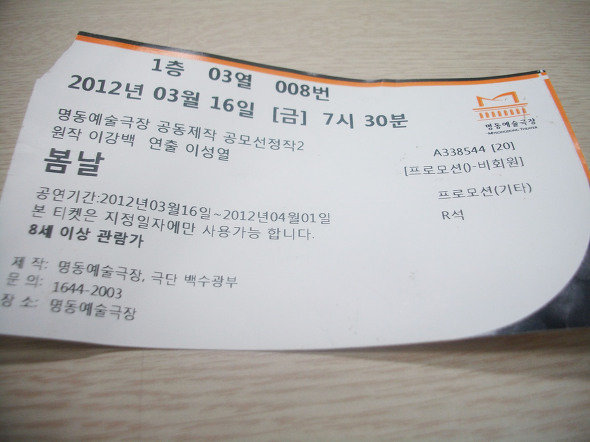 1층 03열 008번
2012년 03월 16일 [금] 7시 30분
명동예술극장 공동제작 공모선정작2
원작 이강백 연출 이성열
봄날
공연기간:2012년03월16일~2012년04월01일
본 티켓은 지정일자에만 사용가능 합니다.
8세 이상 관람가
제 작: 명동예술극장, 극단 백수광부
문 의: 1644-2003
장 소: 명동예술극장
명동예술극장
MYEONGDONG THEATER
A338544 [20]
[프로모션()-비회원]
프로모션(기타)
R석